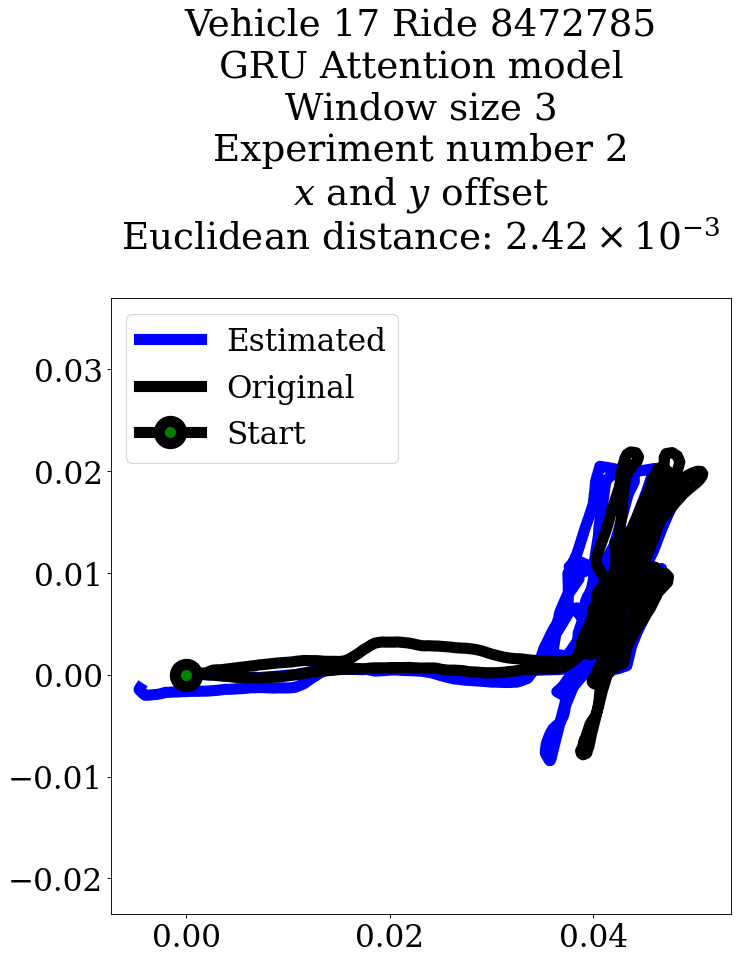 Vehicle 17 Ride 8472785
GRU Attention model
Window size 3
Experiment number 2
x and y offset
Euclidean distance: 2.42 × 10⁻³
Estimated
Original
Start
0.03
0.02
0.01
0.00
−0.01
−0.02
0.00 0.02 0.04